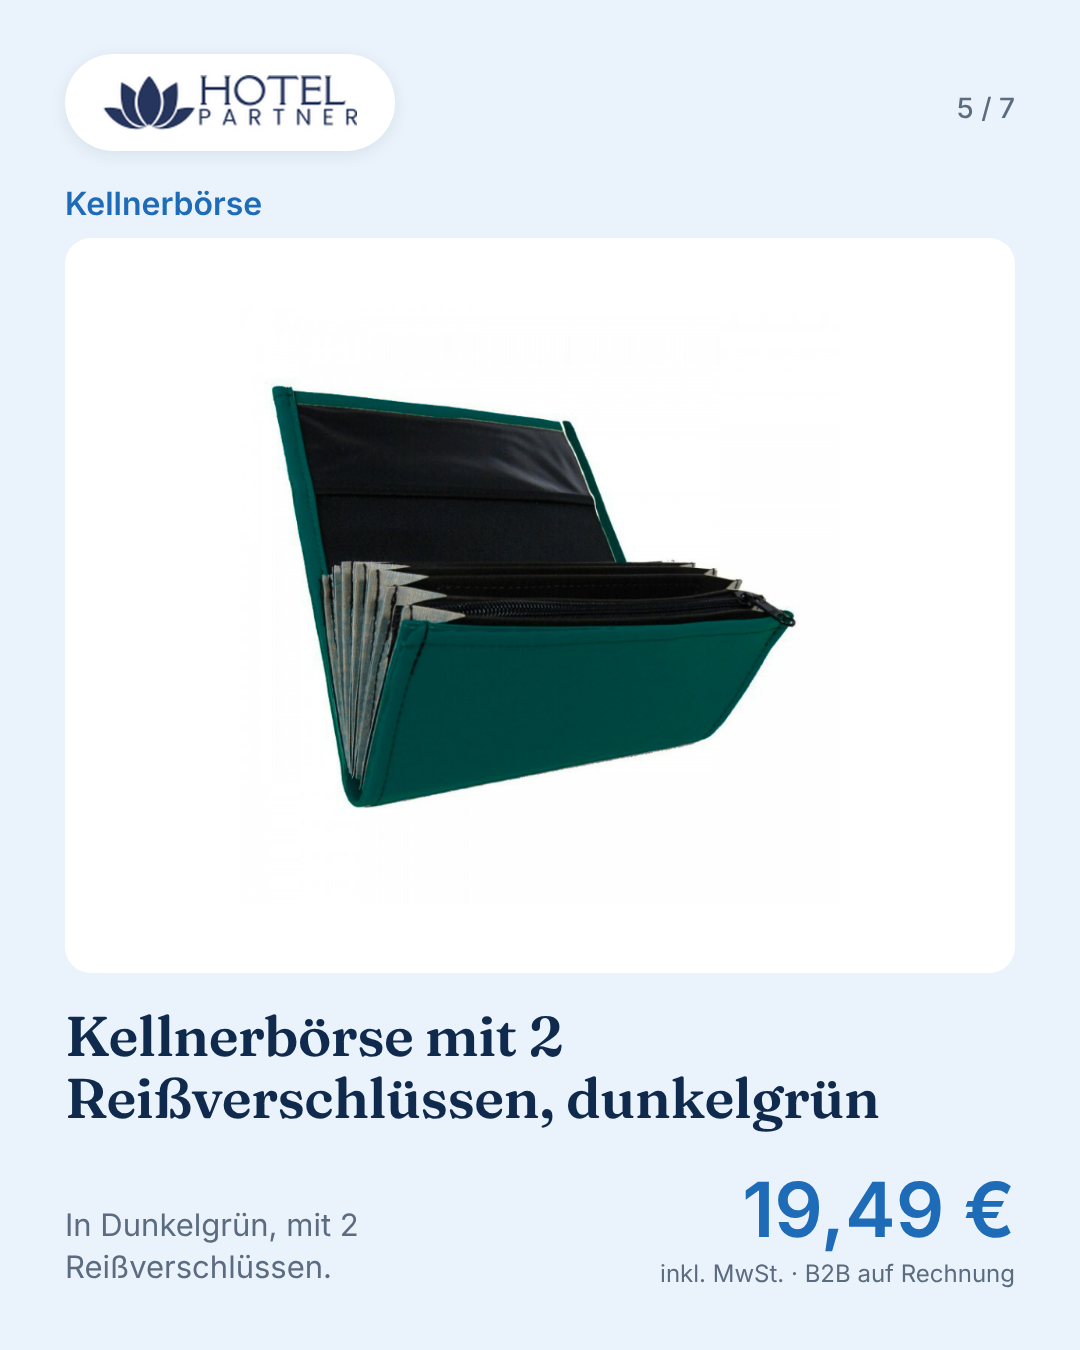 HOTEL
PARTNER
5 / 7
Kellnerbörse
Kellnerbörse mit 2
Reißverschlüssen, dunkelgrün
In Dunkelgrün, mit 2
Reißverschlüssen.
19,49 €
inkl. MwSt. · B2B auf Rechnung